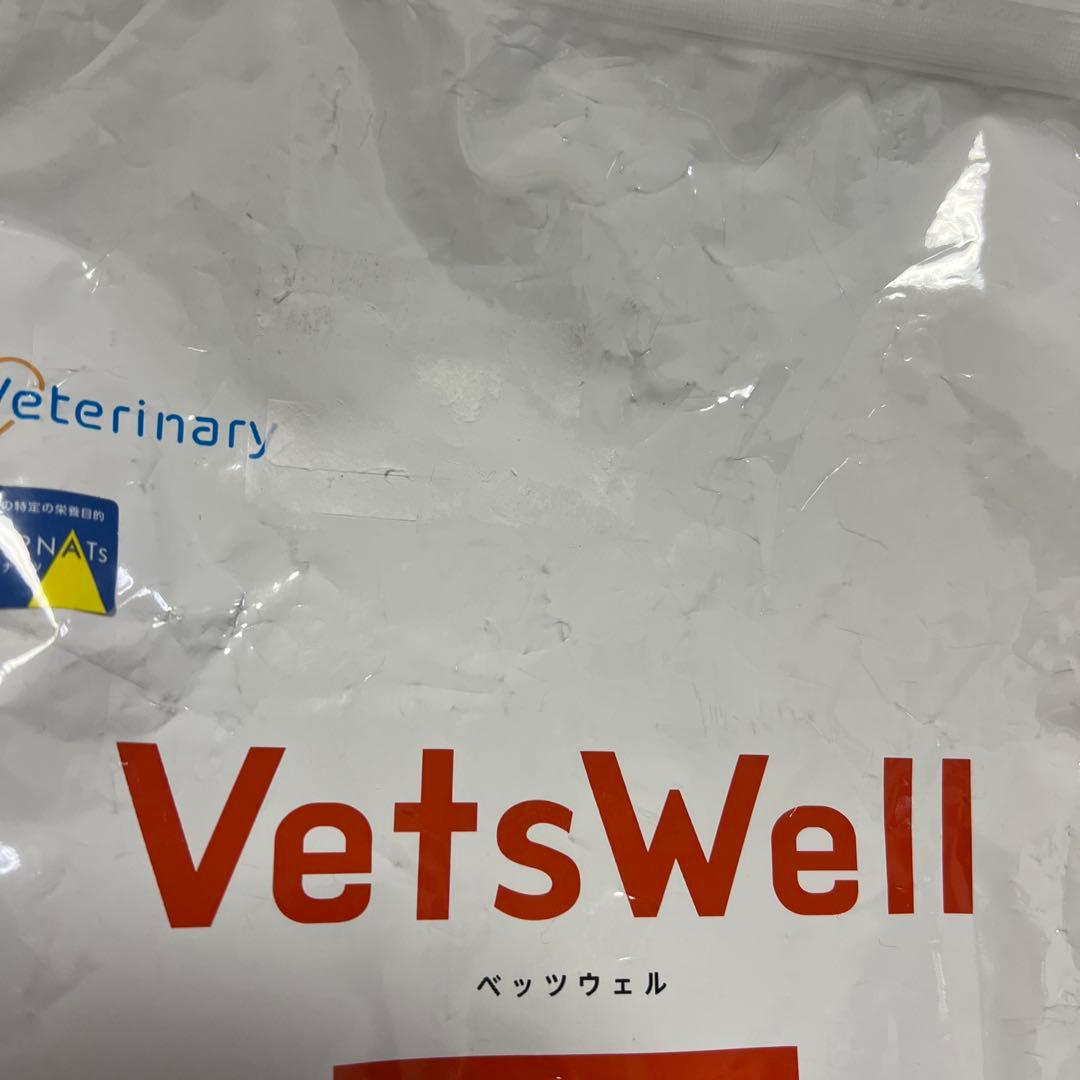 Veterinary
の特定の栄養目的
RNATs
VetsWell
ベッツウェル